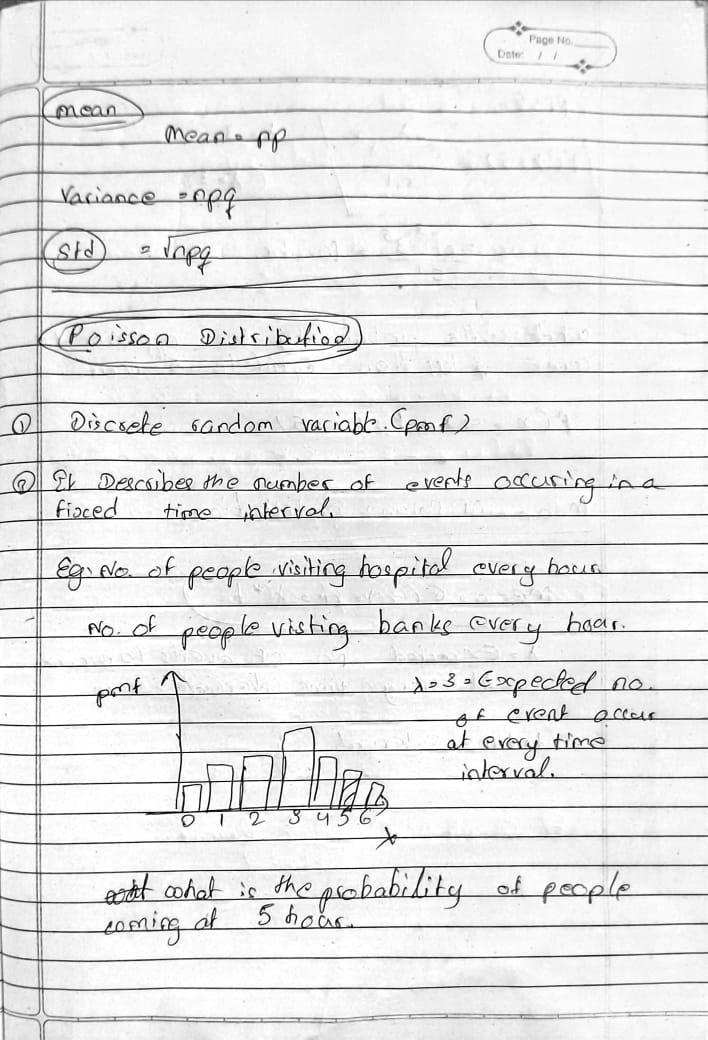 Page No.
Date: / /
mean
Mean = np
Variance = npq
Std = √npq
Poisson Distribution
① Discrete random variable. (pmf)
② It Describes the number of events occuring in a
fixced time interval.
Eg: No. of people visiting hospital every hour
No. of people visting banks every hour.
pmf
λ=3 = Expected no.
of event occur
at every time
interval.
0 1 2 3 4 5 6
x
what is the probability of people
coming at 5 hour.